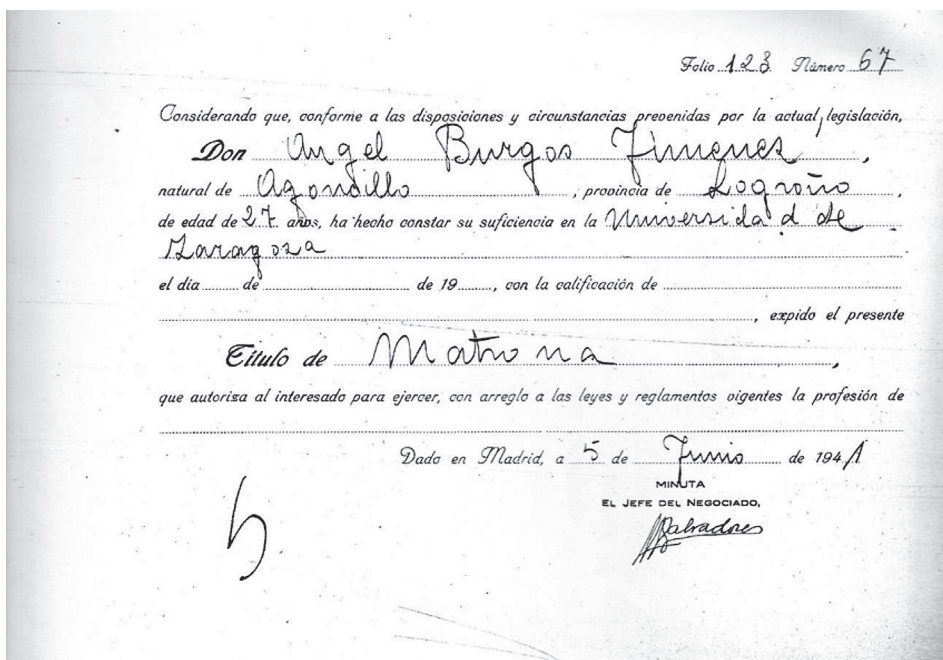 Folio 123 Número 67
Considerando que, conforme a las disposiciones y circunstancias prevenidas por la actual legislación,
Don Angel Burgos Jimenez,
natural de Agoncillo, provincia de Logroño,
de edad de 27 años, ha hecho constar su suficiencia en la Universidad de
Zaragoza
el día de de 19, con la calificación de
, expido el presente
Título de Matrona,
que autoriza al interesado para ejercer, con arreglo a las leyes y reglamentos vigentes la profesión de
Dado en Madrid, a 5 de Junio de 1941
MINUTA
EL JEFE DEL NEGOCIADO,
Salvadores